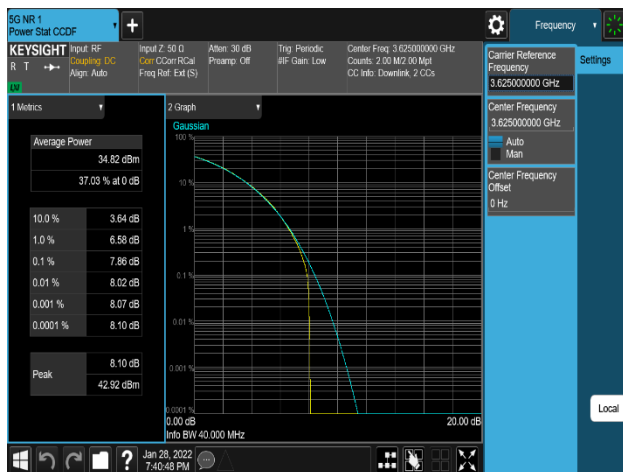 5G NR 1
Power Stat CCDF
+
Frequency
KEYSIGHT
R T
LXI
Input: RF
Coupling: DC
Align: Auto
Input Z: 50 Ω
Corr CCorr RCal
Freq Ref: Ext (S)
Atten: 30 dB
Preamp: Off
Trig: Periodic
#IF Gain: Low
Center Freq: 3.625000000 GHz
Counts: 2.00 M/2.00 Mpt
CC Info: Downlink, 2 CCs
Carrier Reference
Frequency
3.625000000 GHz
Settings
Center Frequency
3.625000000 GHz
Auto
Man
Center Frequency
Offset
0 Hz
Local
1 Metrics
Average Power
34.82 dBm
37.03 % at 0 dB
10.0 % 3.64 dB
1.0 % 6.58 dB
0.1 % 7.86 dB
0.01 % 8.02 dB
0.001 % 8.07 dB
0.0001 % 8.10 dB
Peak
8.10 dB
42.92 dBm
2 Graph
Gaussian
100 %
10 %
1 %
0.1 %
0.01 %
0.001 %
0.0001 %
0.00 dB 20.00 dB
Info BW 40.000 MHz
?
Jan 28, 2022
7:40:48 PM